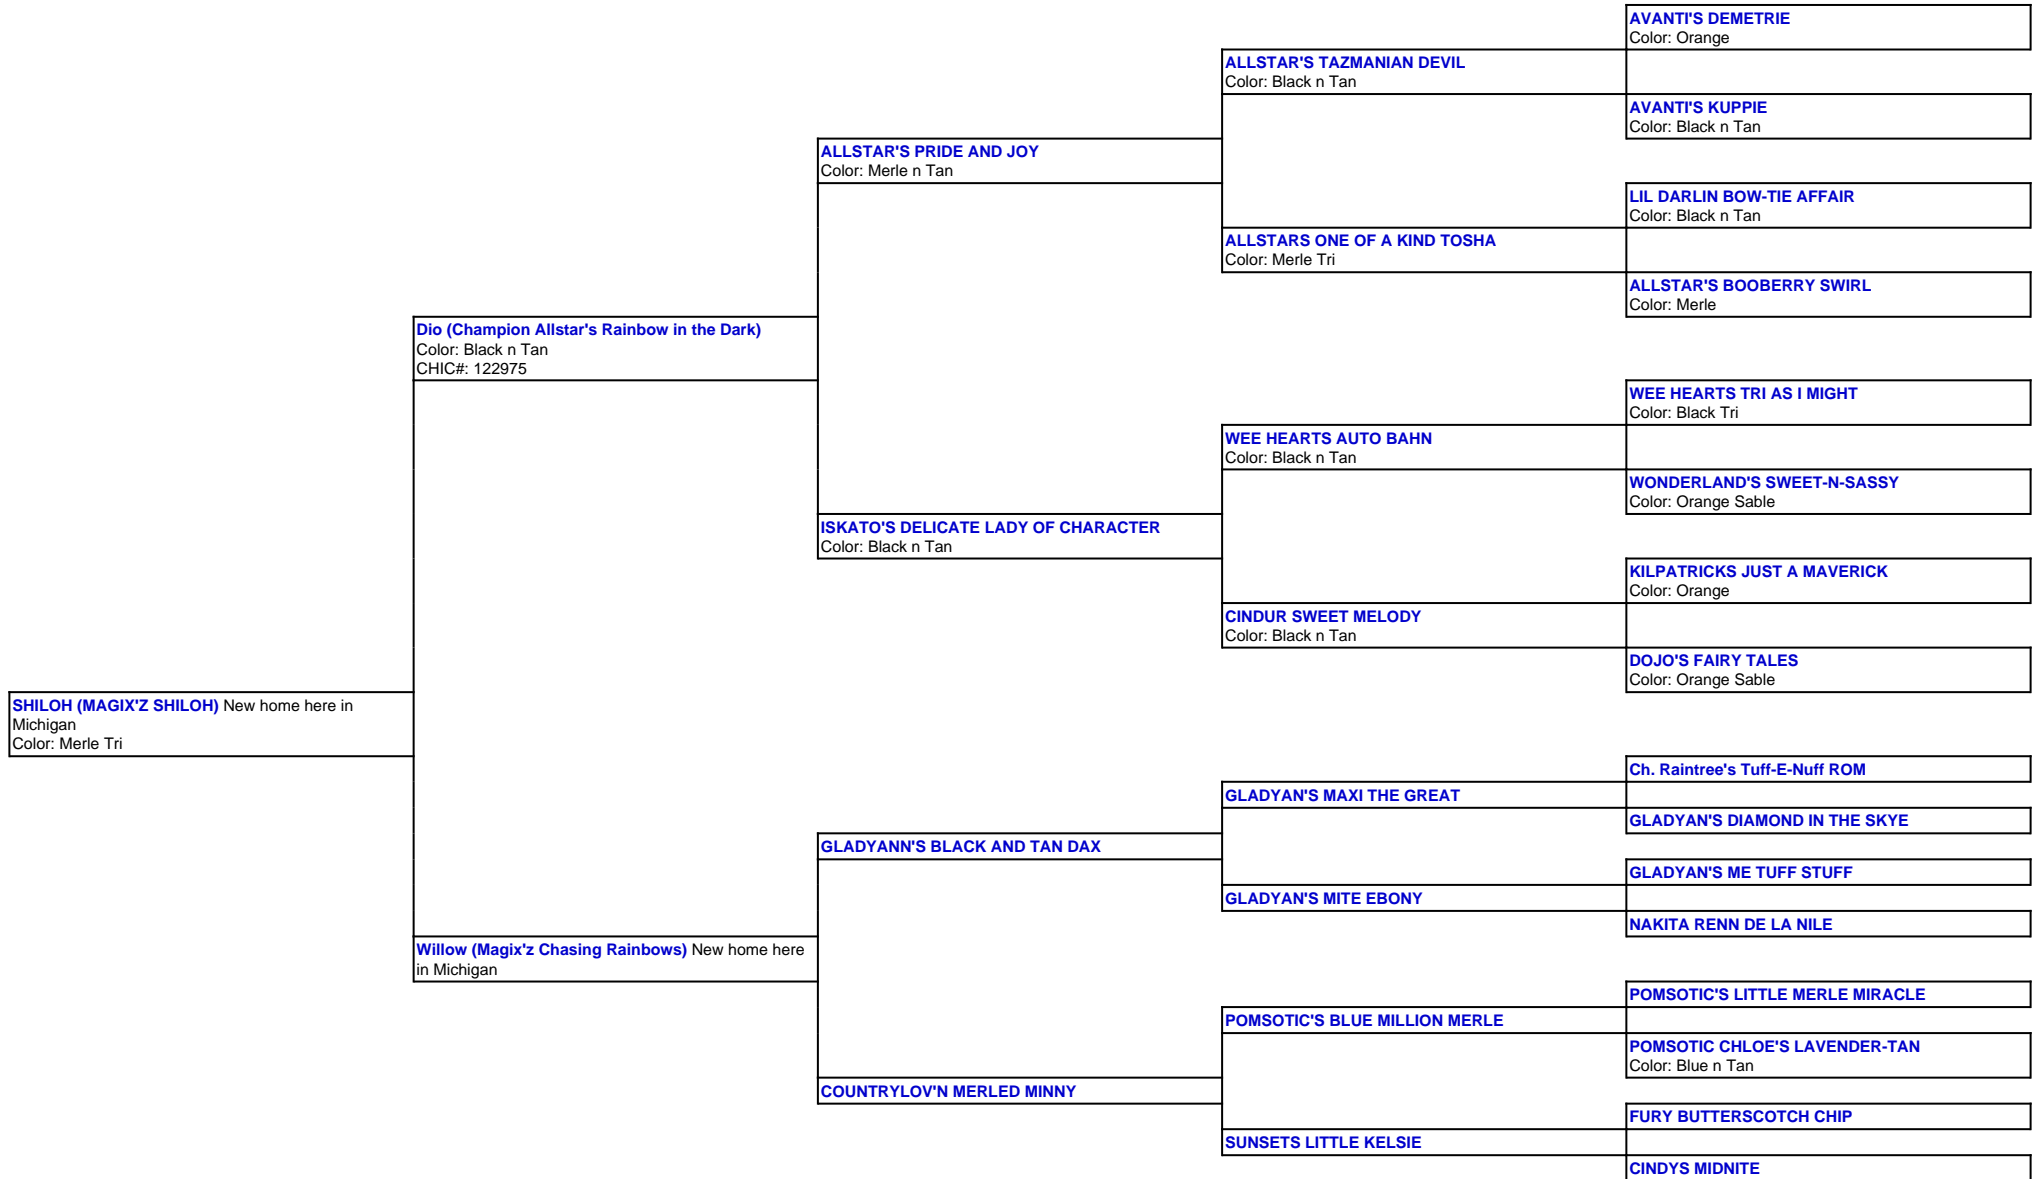 AVANTI'S DEMETRIE
Color: Orange
ALLSTAR'S TAZMANIAN DEVIL
Color: Black n Tan
AVANTI'S KUPPIE
Color: Black n Tan
ALLSTAR'S PRIDE AND JOY
Color: Merle n Tan
LIL DARLIN BOW-TIE AFFAIR
Color: Black n Tan
ALLSTARS ONE OF A KIND TOSHA
Color: Merle Tri
ALLSTAR'S BOOBERRY SWIRL
Color: Merle
Dio (Champion Allstar's Rainbow in the Dark)
Color: Black n Tan
CHIC#: 122975
WEE HEARTS TRI AS I MIGHT
Color: Black Tri
WEE HEARTS AUTO BAHN
Color: Black n Tan
WONDERLAND'S SWEET-N-SASSY
Color: Orange Sable
ISKATO'S DELICATE LADY OF CHARACTER
Color: Black n Tan
KILPATRICKS JUST A MAVERICK
Color: Orange
CINDUR SWEET MELODY
Color: Black n Tan
DOJO'S FAIRY TALES
Color: Orange Sable
SHILOH (MAGIX'Z SHILOH) New home here in
Michigan
Color: Merle Tri
Ch. Raintree's Tuff-E-Nuff ROM
GLADYAN'S MAXI THE GREAT
GLADYAN'S DIAMOND IN THE SKYE
GLADYANN'S BLACK AND TAN DAX
GLADYAN'S ME TUFF STUFF
GLADYAN'S MITE EBONY
NAKITA RENN DE LA NILE
Willow (Magix'z Chasing Rainbows) New home here
in Michigan
POMSOTIC'S LITTLE MERLE MIRACLE
POMSOTIC'S BLUE MILLION MERLE
POMSOTIC CHLOE'S LAVENDER-TAN
Color: Blue n Tan
COUNTRYLOV'N MERLED MINNY
FURY BUTTERSCOTCH CHIP
SUNSETS LITTLE KELSIE
CINDYS MIDNITE